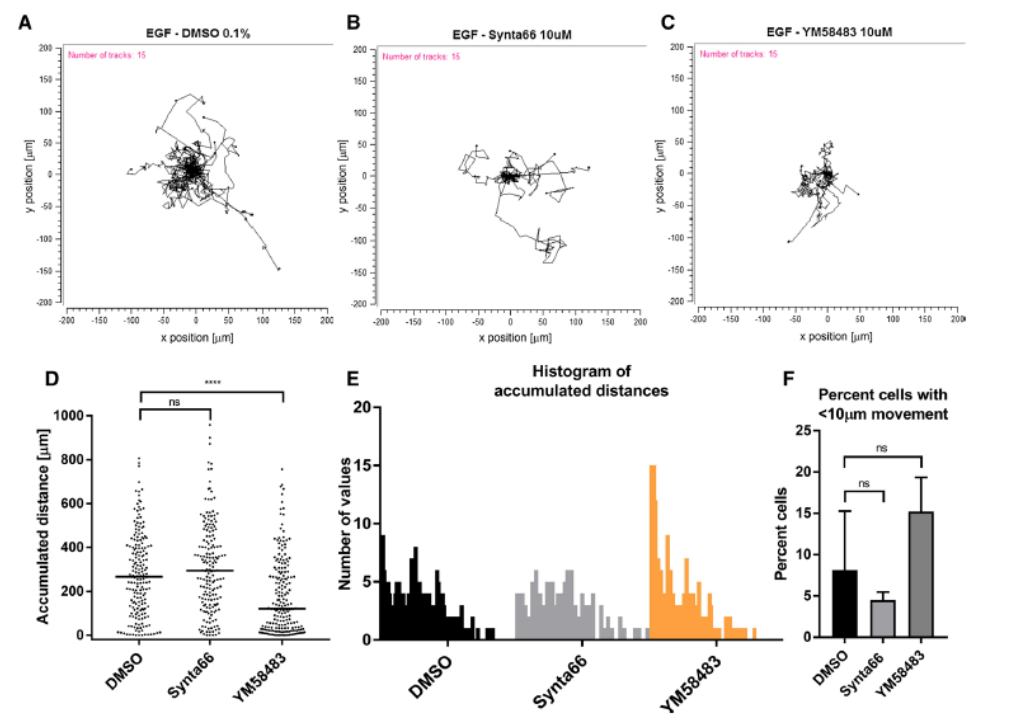 A
EGF - DMSO 0.1%
Number of tracks: 15
200
150
100
50
0
-50
-100
-150
-200
y position [µm]
-200 -150 -100 -50 0 50 100 150 200
x position [µm]
B
EGF - Synta66 10uM
Number of tracks: 15
200
150
100
50
0
-50
-100
-150
-200
y position [µm]
-200 -150 -100 -50 0 50 100 150 200
x position [µm]
C
EGF - YM58483 10uM
Number of tracks: 15
200
150
100
50
0
-50
-100
-150
-200
y position [µm]
-200 -150 -100 -50 0 50 100 150 200
x position [µm]
D
****
ns
1000
800
600
400
200
0
Accumulated distance [µm]
DMSO
Synta66
YM58483
E
Histogram of
accumulated distances
20
15
10
5
0
Number of values
DMSO
Synta66
YM58483
F
Percent cells with
<10µm movement
25
20
15
10
5
0
ns
ns
Percent cells
DMSO
Synta66
YM58483